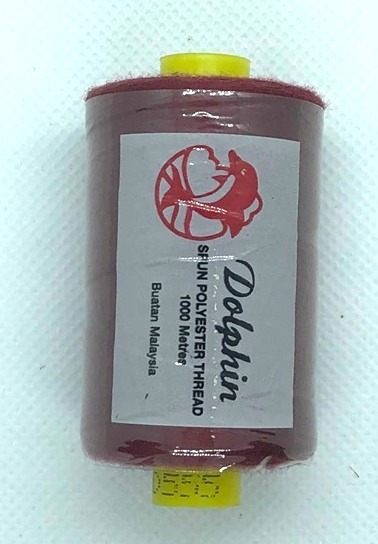 Dolphin
SPUN POLYESTER THREAD
1000 Metres
Buatan Malaysia